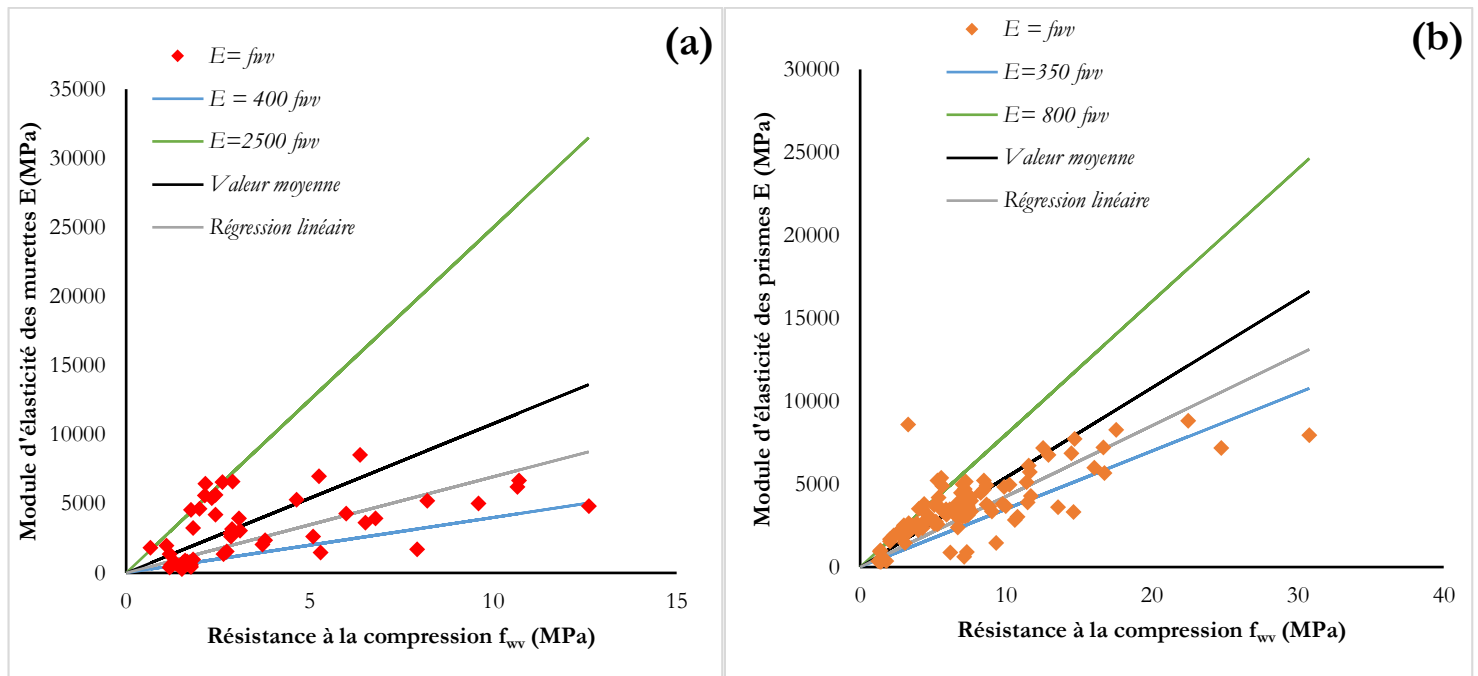 (a)
E= fwv
E = 400 fwv
E=2500 fwv
Valeur moyenne
Régression linéaire
Module d'élasticité des murettes E (MPa)
35000
30000
25000
20000
15000
10000
5000
0
0 5 10 15
Résistance à la compression fwv (MPa)
(b)
E = fwv
E=350 fwv
E= 800 fwv
Valeur moyenne
Régression linéaire
Module d'élasticité des prismes E (MPa)
30000
25000
20000
15000
10000
5000
0
0 10 20 30 40
Résistance à la compression fwv (MPa)